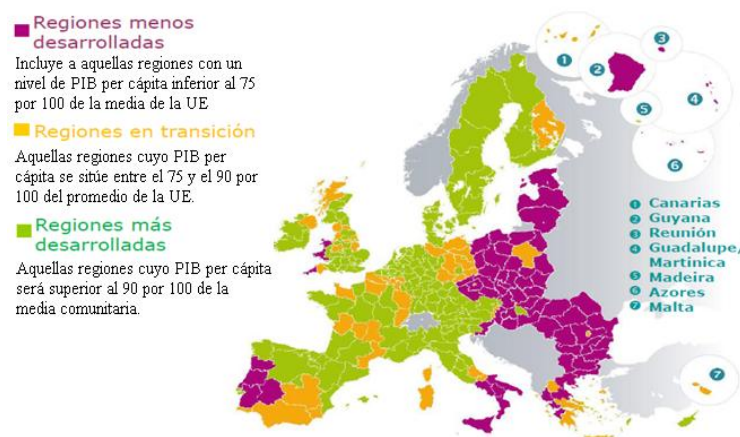 Regiones menos
desarrolladas
Incluye a aquellas regiones con un
nivel de PIB per cápita inferior al 75
por 100 de la media de la UE
Regiones en transición
Aquellas regiones cuyo PIB per
cápita se sitúe entre el 75 y el 90 por
100 del promedio de la UE.
Regiones más
desarrolladas
Aquellas regiones cuyo PIB per cápita
será superior al 90 por 100 de la
media comunitaria.
1
2
3
4
5
6
1 Canarias
2 Guyana
3 Reunión
4 Guadalupe/
Martinica
5 Madeira
6 Azores
7 Malta
7